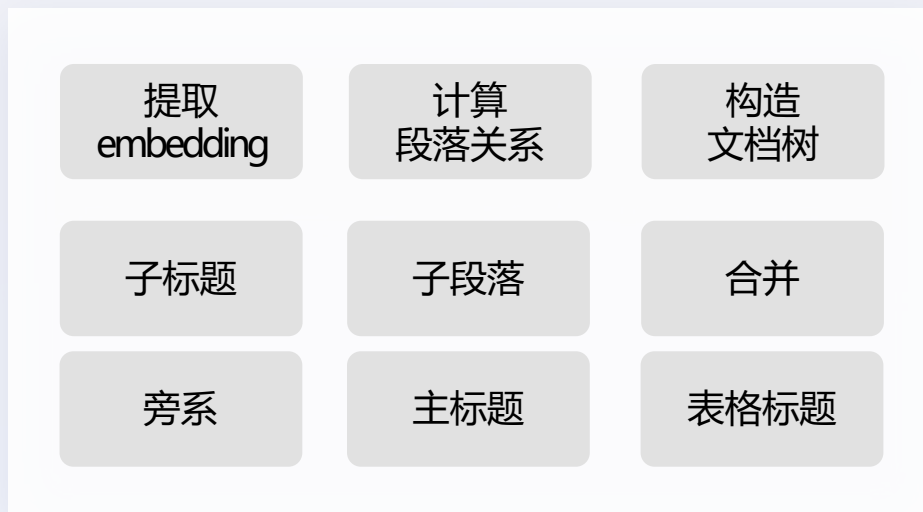 提取
embedding
计算
段落关系
构造
文档树
子标题
子段落
合并
旁系
主标题
表格标题